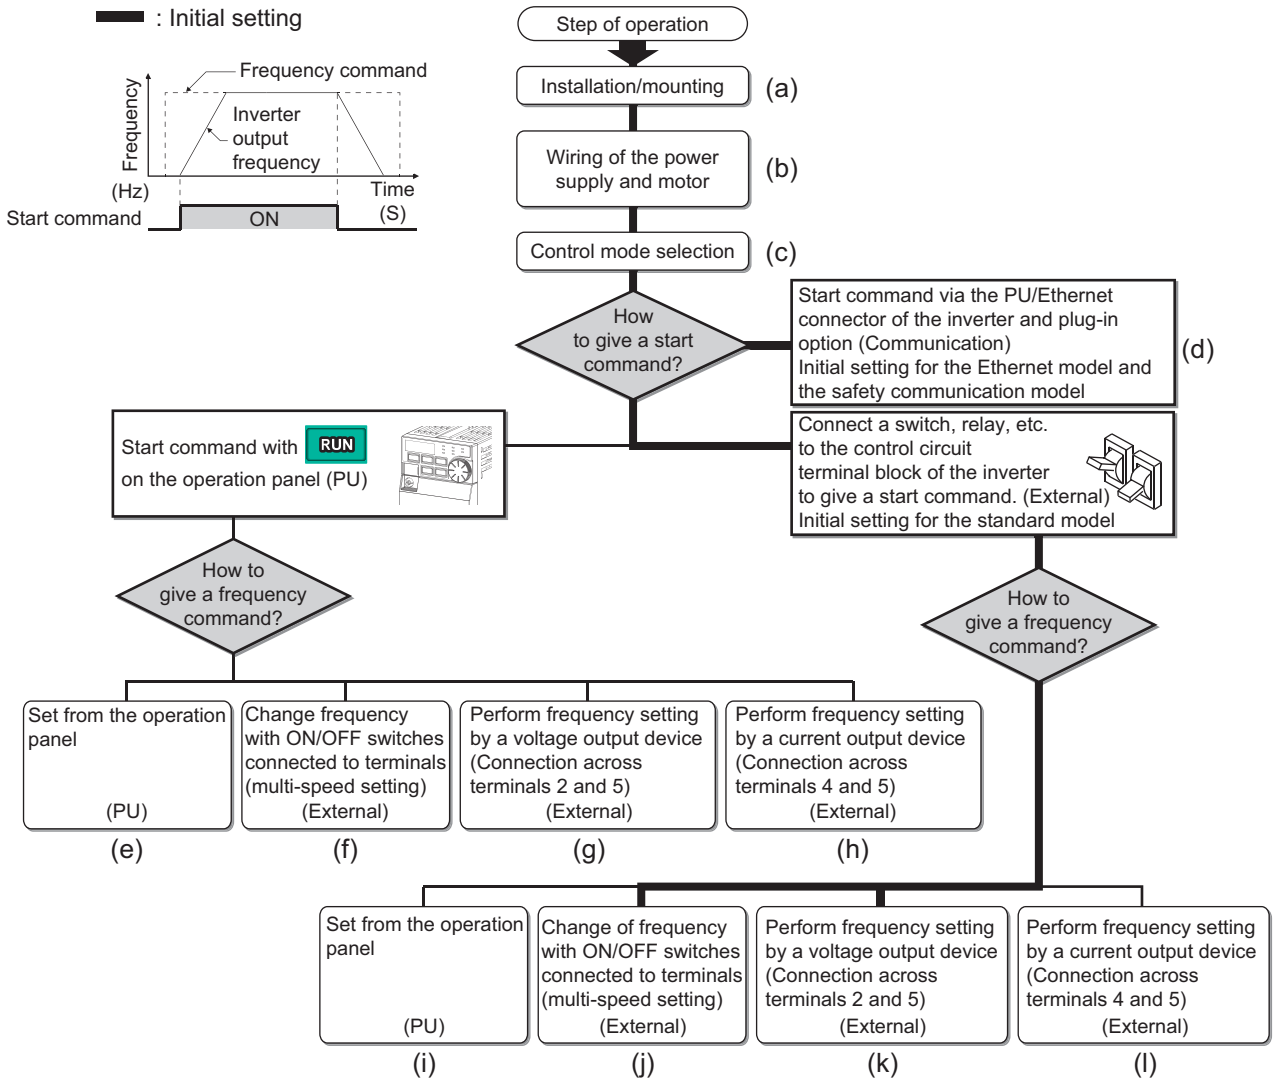 : Initial setting
Step of operation
Frequency command
Frequency
(Hz)
Inverter
output
frequency
Time
(S)
Start command
ON
Installation/mounting
(a)
Wiring of the power
supply and motor
(b)
Control mode selection
(c)
How
to give a start
command?
Start command via the PU/Ethernet
connector of the inverter and plug-in
option (Communication)
Initial setting for the Ethernet model and
the safety communication model
(d)
Start command with RUN
on the operation panel (PU)
Connect a switch, relay, etc.
to the control circuit
terminal block of the inverter
to give a start command. (External)
Initial setting for the standard model
How to
give a frequency
command?
How to
give a frequency
command?
Set from the operation
panel
(PU)
(e)
Change frequency
with ON/OFF switches
connected to terminals
(multi-speed setting)
(External)
(f)
Perform frequency setting
by a voltage output device
(Connection across
terminals 2 and 5)
(External)
(g)
Perform frequency setting
by a current output device
(Connection across
terminals 4 and 5)
(External)
(h)
Set from the operation
panel
(PU)
(i)
Change of frequency
with ON/OFF switches
connected to terminals
(multi-speed setting)
(External)
(j)
Perform frequency setting
by a voltage output device
(Connection across
terminals 2 and 5)
(External)
(k)
Perform frequency setting
by a current output device
(Connection across
terminals 4 and 5)
(External)
(l)